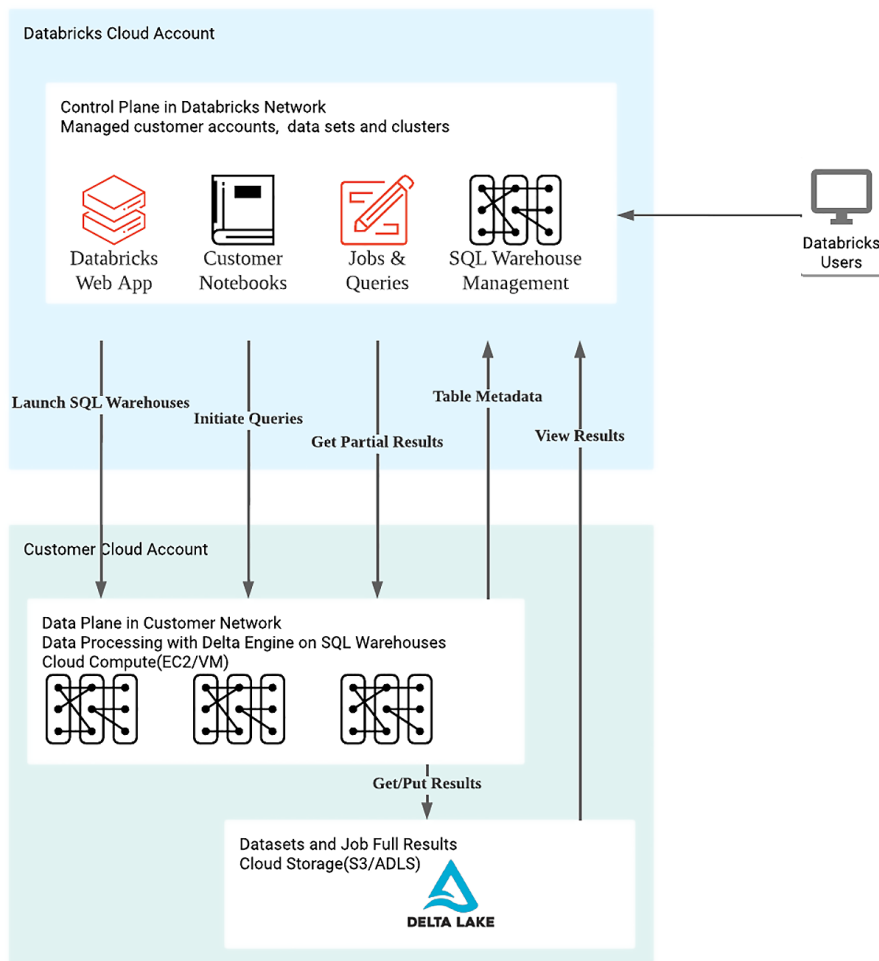 Databricks Cloud Account
Control Plane in Databricks Network
Managed customer accounts, data sets and clusters
Databricks
Web App
Customer
Notebooks
Jobs &
Queries
SQL Warehouse
Management
Databricks
Users
Launch SQL Warehouses
Initiate Queries
Get Partial Results
Table Metadata
View Results
Customer Cloud Account
Data Plane in Customer Network
Data Processing with Delta Engine on SQL Warehouses
Cloud Compute(EC2/VM)
Get/Put Results
Datasets and Job Full Results
Cloud Storage(S3/ADLS)
DELTA LAKE